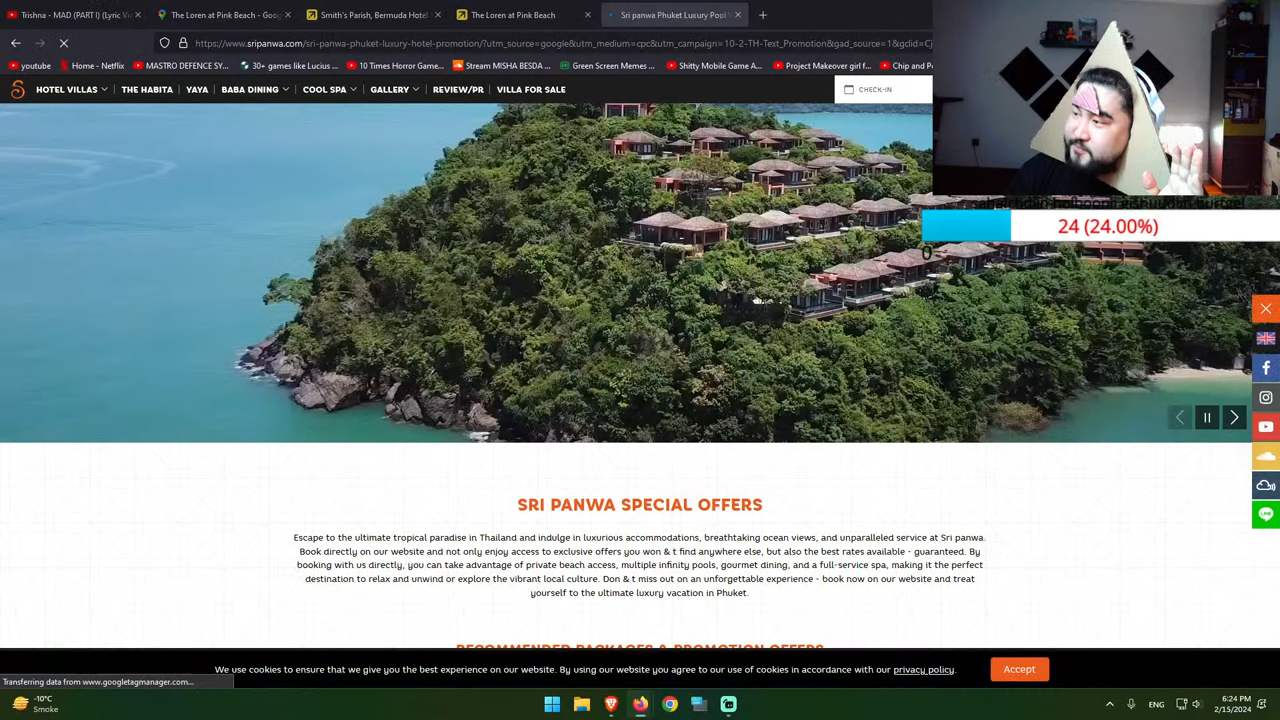 Trishna - MAD (PART I) (Lyric Vi
The Loren at Pink Beach - Goog
Smith's Parish, Bermuda Hotel
The Loren at Pink Beach
Sri panwa Phuket Luxury Pool V
https://www.sripanwa.com/sri-panwa-phuket-luxury-hotel-promotion/?utm_source=google&utm_medium=cpc&utm_campaign=10-2-TH-Text_Promotion&gad_source=1&gclid=Cj
youtube
Home - Netflix
MASTRO DEFENCE SY...
30+ games like Lucius ...
10 Times Horror Game...
Stream MISHA BESDA ...
Green Screen Memes ...
Shitty Mobile Game A...
Project Makeover girl f...
Chip and Po
HOTEL VILLAS
THE HABITA
YAYA
BABA DINING
COOL SPA
GALLERY
REVIEW/PR
VILLA FOR SALE
CHECK-IN
24 (24.00%)
0
SRI PANWA SPECIAL OFFERS
Escape to the ultimate tropical paradise in Thailand and indulge in luxurious accommodations, breathtaking ocean views, and unparalleled service at Sri panwa.
Book directly on our website and not only enjoy access to exclusive offers you won & t find anywhere else, but also the best rates available - guaranteed. By
booking with us directly, you can take advantage of private beach access, multiple infinity pools, gourmet dining, and a full-service spa, making it the perfect
destination to relax and unwind or explore the vibrant local culture. Don & t miss out on an unforgettable experience - book now on our website and treat
yourself to the ultimate luxury vacation in Phuket.
RECOMMENDED PACKAGES & PROMOTION OFFERS
We use cookies to ensure that we give you the best experience on our website. By using our website you agree to our use of cookies in accordance with our privacy policy.
Accept
Transferring data from www.googletagmanager.com...
-10°C
Smoke
ENG
6:24 PM
2/15/2024
LINE